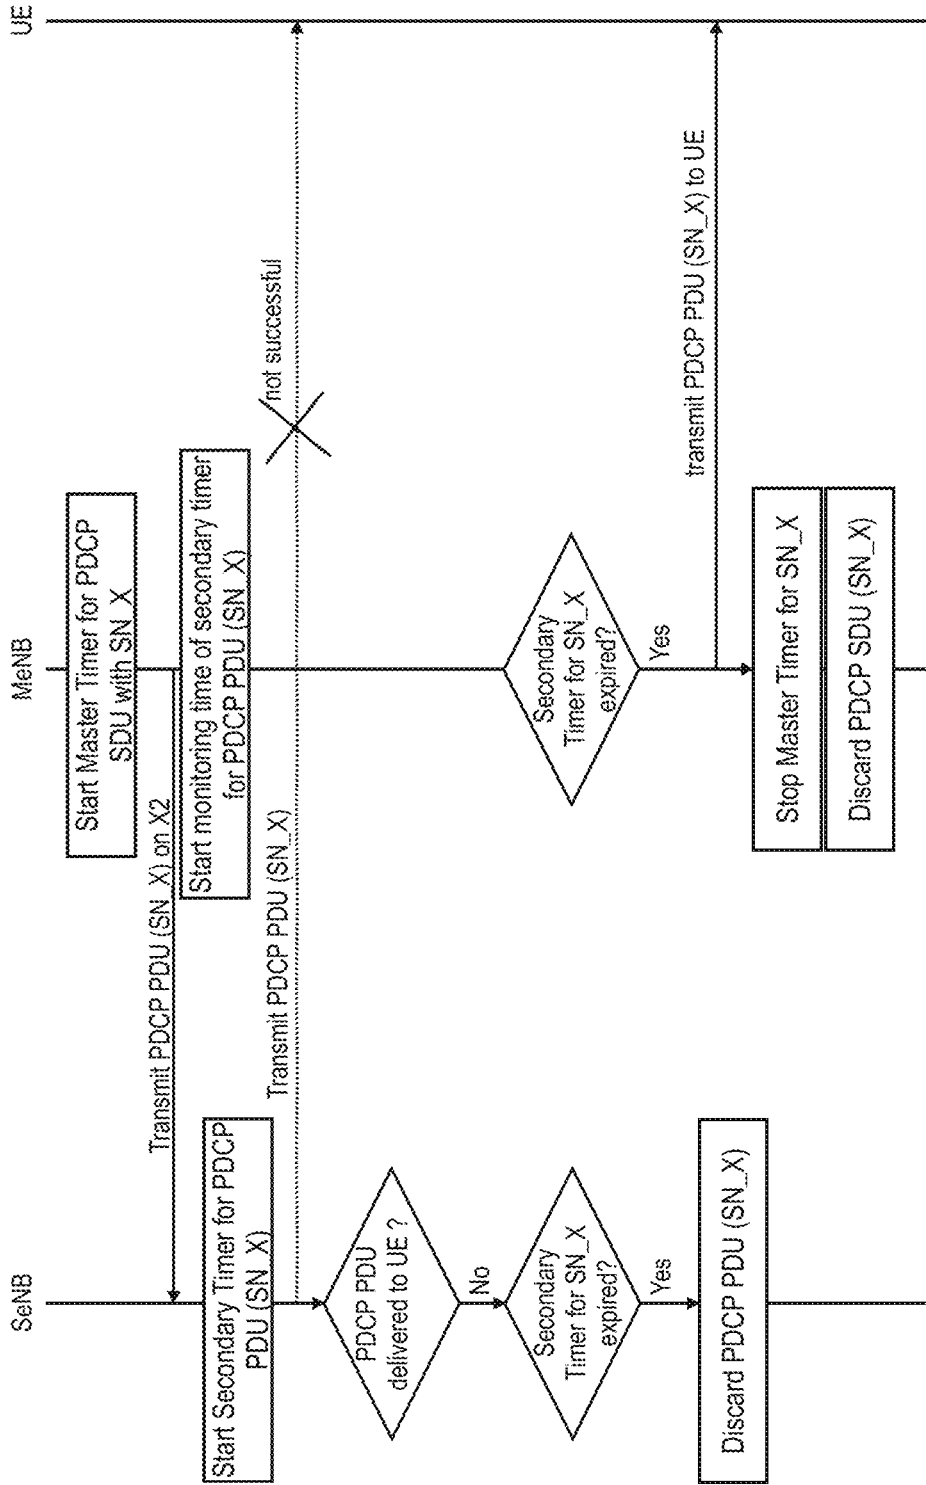 SeNB
MeNB
UE
Start Master Timer for PDCP
SDU with SN_X
Transmit PDCP PDU (SN_X) on X2
Start monitoring time of secondary timer
for PDCP PDU (SN_X)
Start Secondary Timer for PDCP
PDU (SN_X)
Transmit PDCP PDU (SN_X)
not successful
PDCP PDU
delivered to UE ?
No
Secondary
Timer for SN_X
expired?
Yes
Secondary
Timer for SN_X
expired?
Yes
transmit PDCP PDU (SN_X) to UE
Discard PDCP PDU (SN_X)
Stop Master Timer for SN_X
Discard PDCP SDU (SN_X)